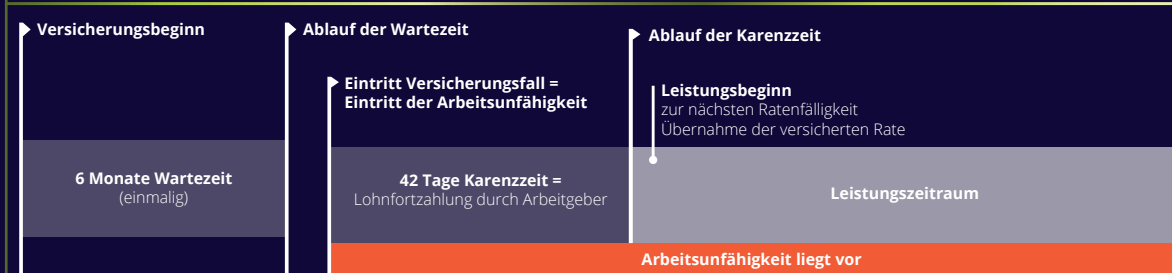 Versicherungsbeginn
Ablauf der Wartezeit
Ablauf der Karenzzeit
Eintritt Versicherungsfall =
Eintritt der Arbeitsunfähigkeit
Leistungsbeginn
zur nächsten Ratenfälligkeit
Übernahme der versicherten Rate
6 Monate Wartezeit
(einmalig)
42 Tage Karenzzeit =
Lohnfortzahlung durch Arbeitgeber
Leistungszeitraum
Arbeitsunfähigkeit liegt vor